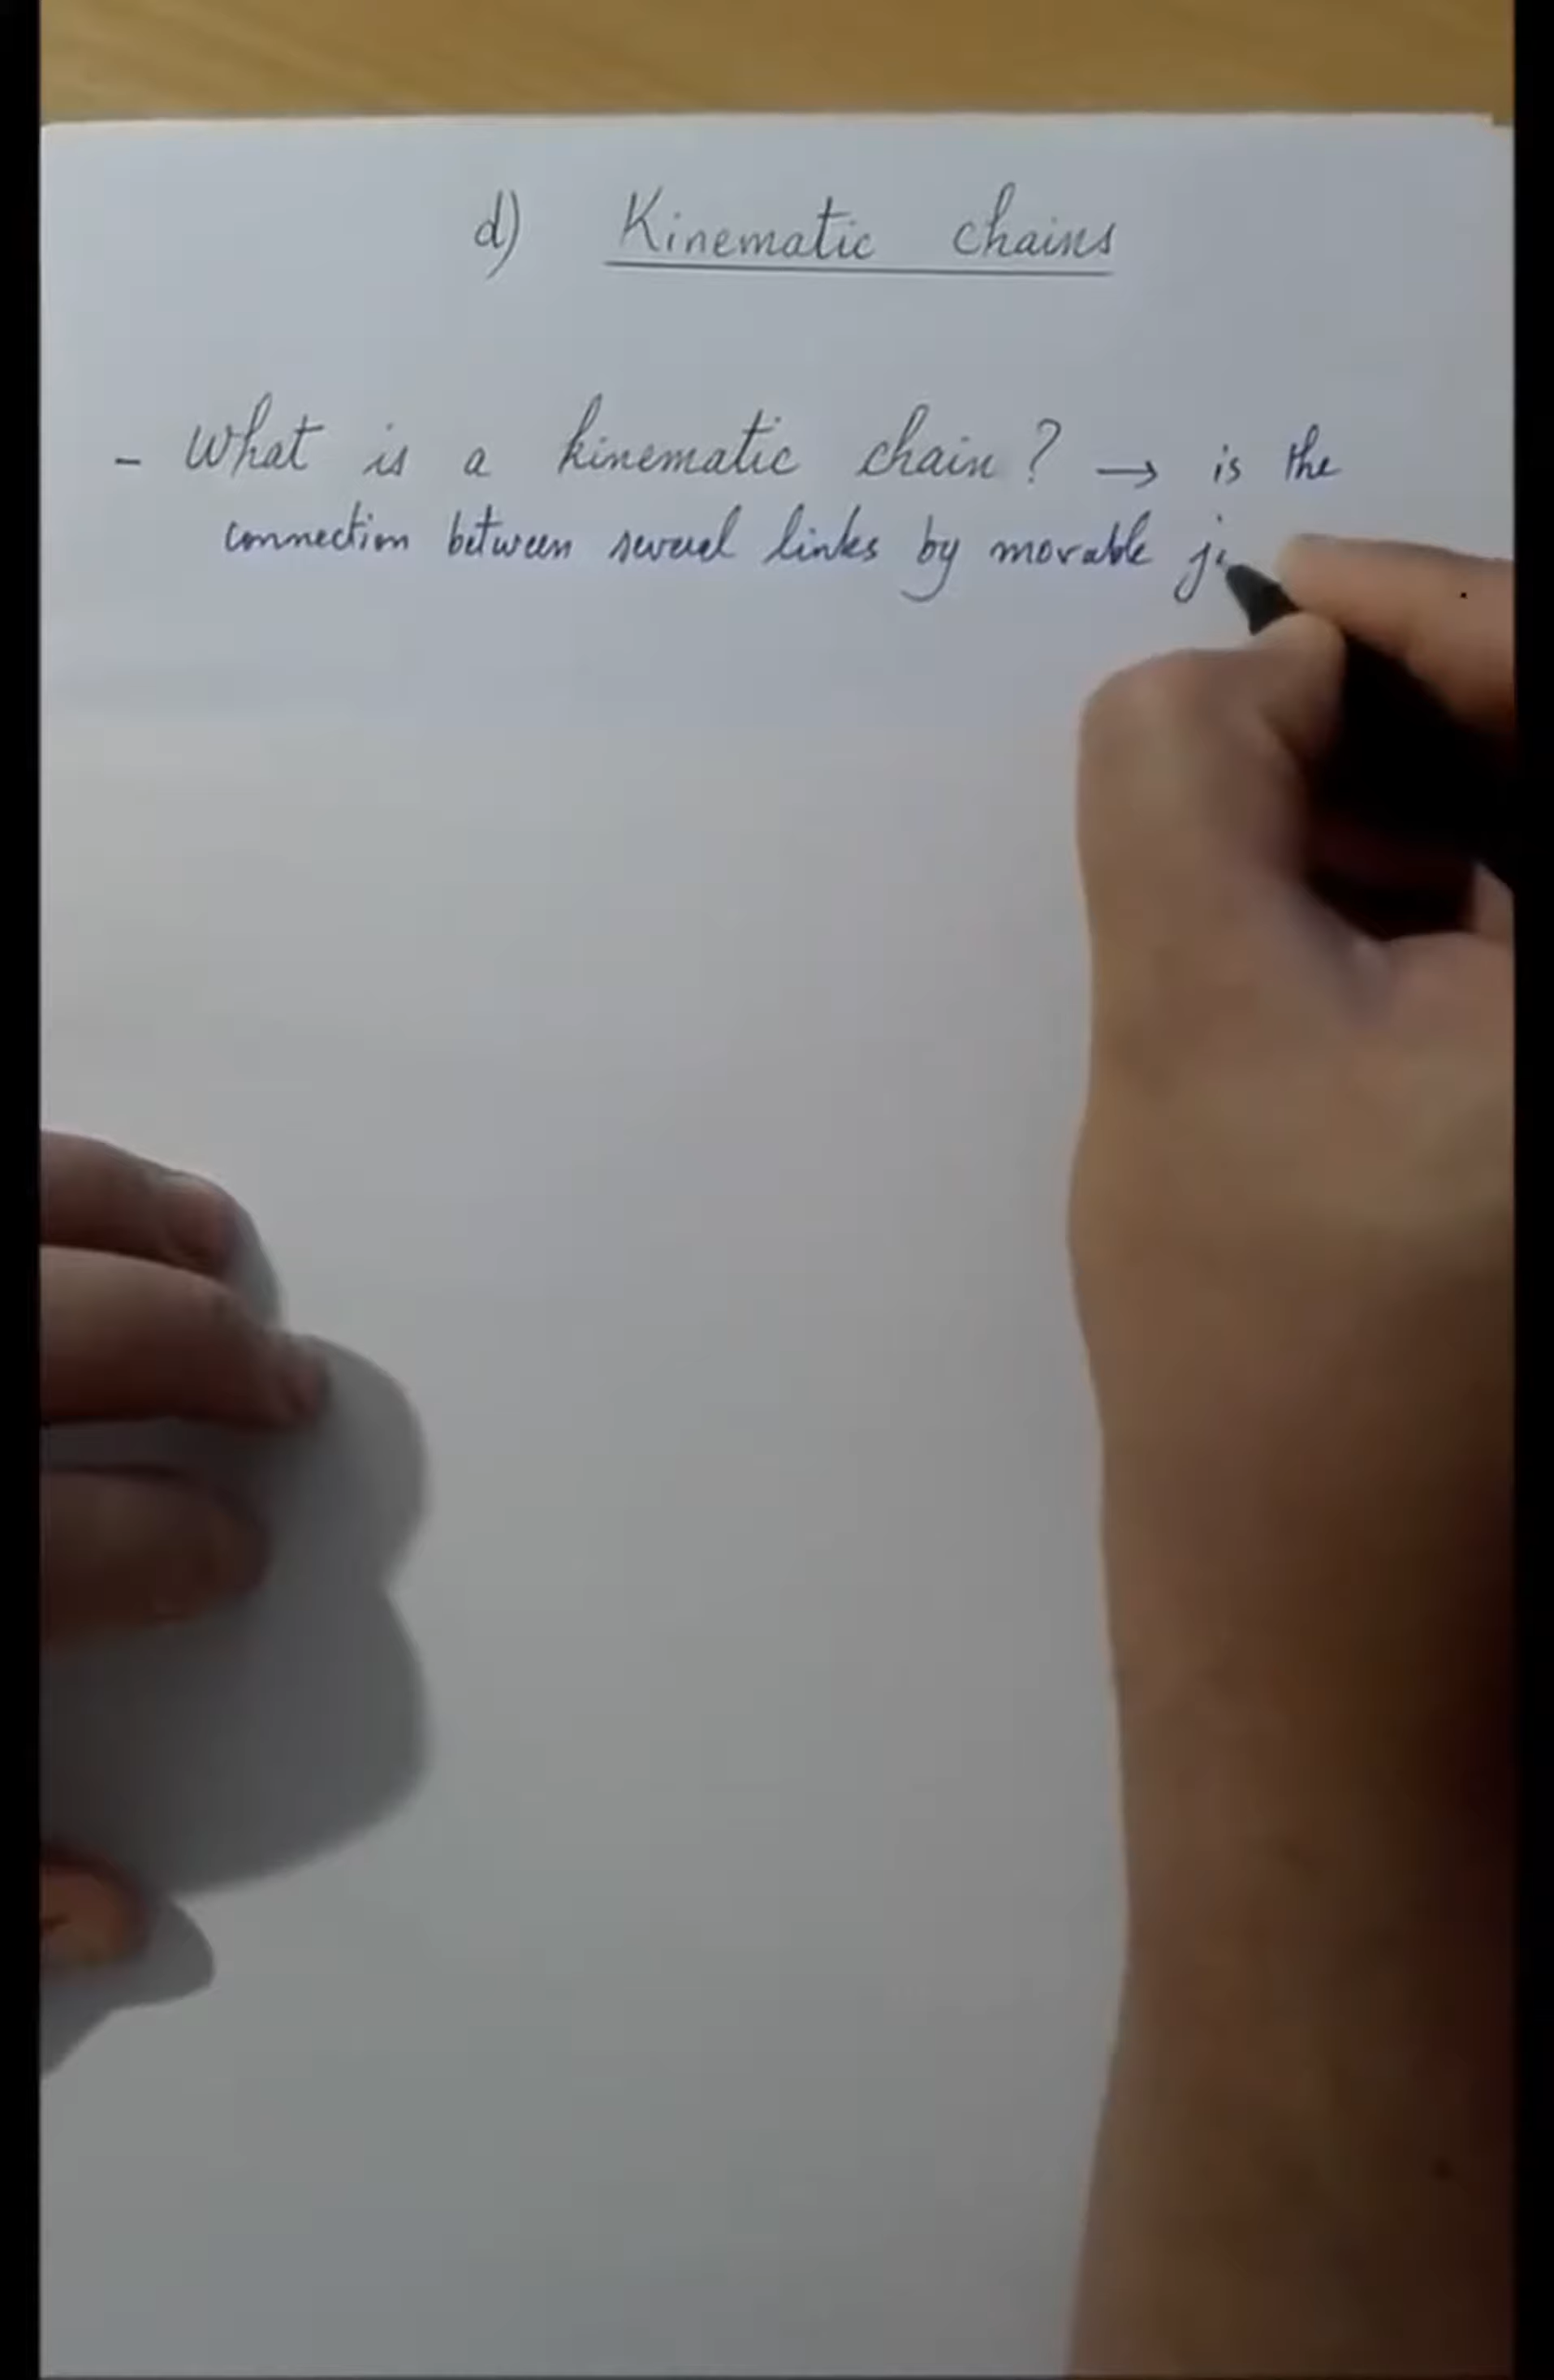 d) Kinematic chains
- What is a kinematic chain? → is the
connection between several links by movable